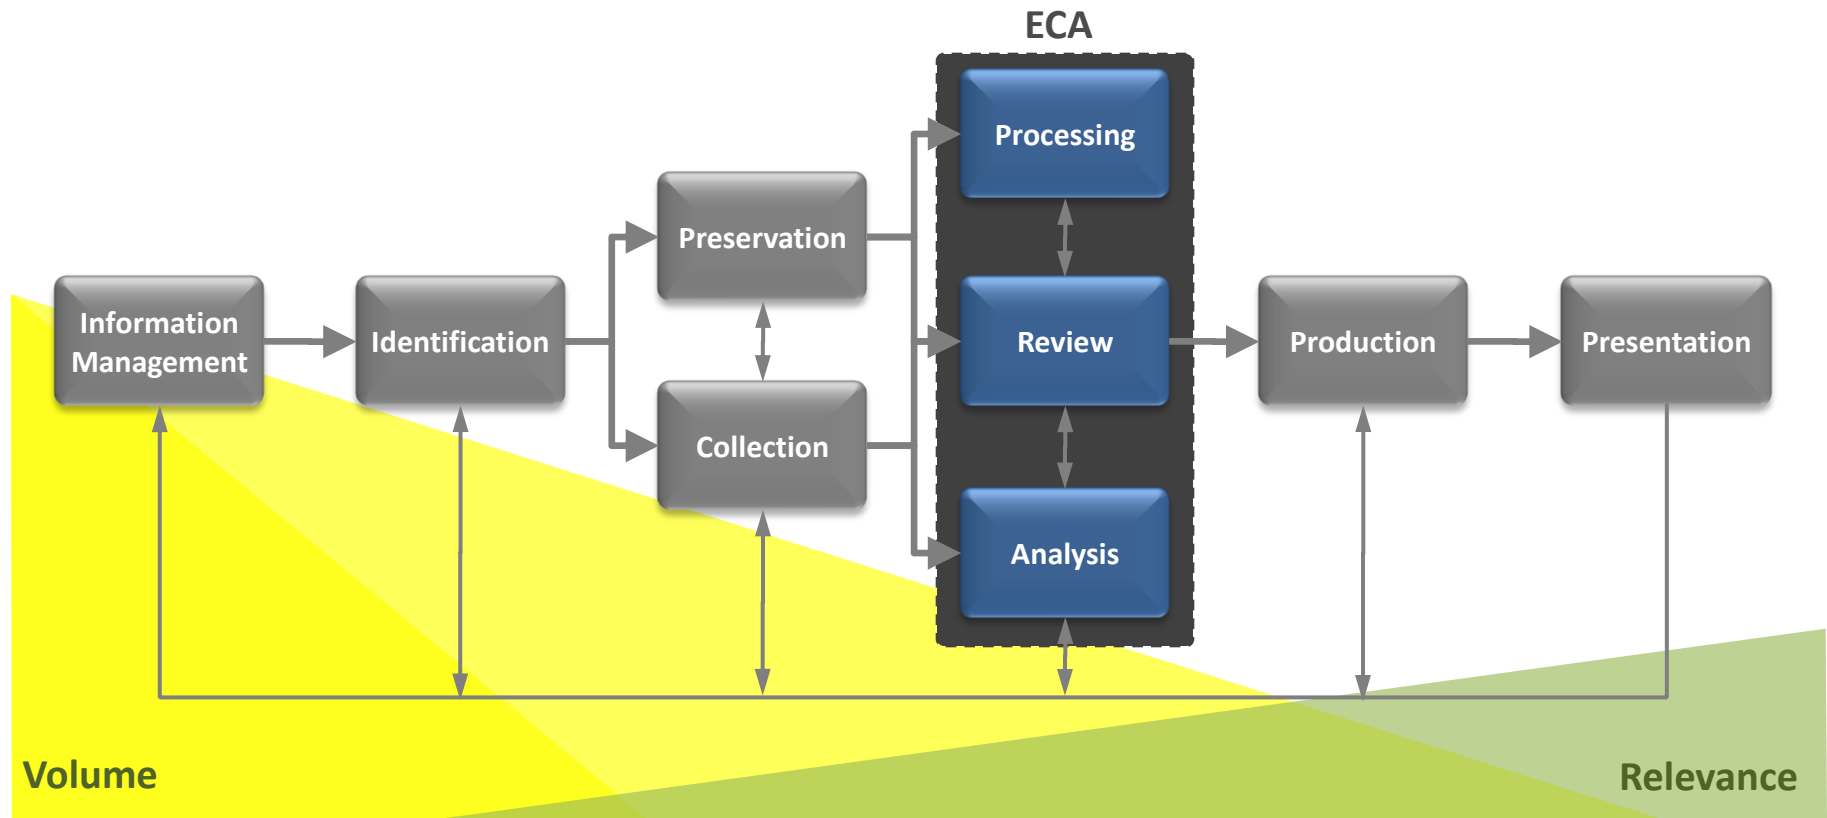 ECA
Processing
Preservation
Information
Management
Identification
Review
Production
Presentation
Collection
Analysis
Volume
Relevance